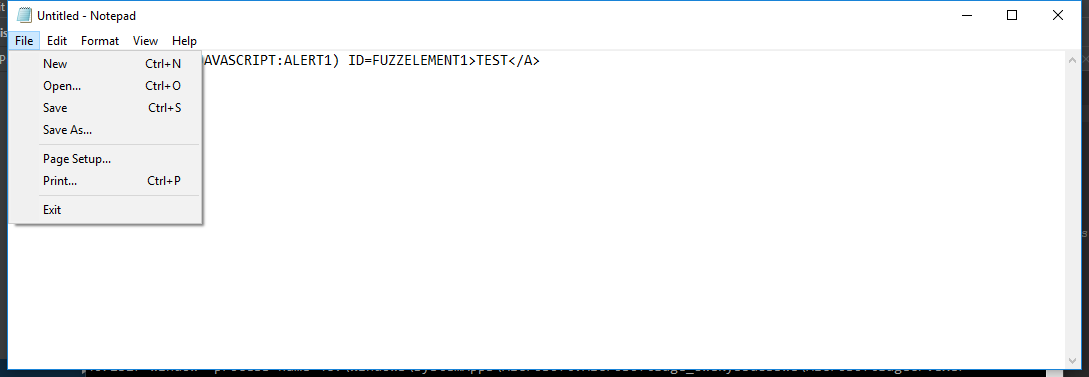 Untitled - Notepad
File Edit Format View Help
AVASCRIPT:ALERT1) ID=FUZZELEMENT1>TEST</A>
New Ctrl+N
Open... Ctrl+O
Save Ctrl+S
Save As...
Page Setup...
Print... Ctrl+P
Exit